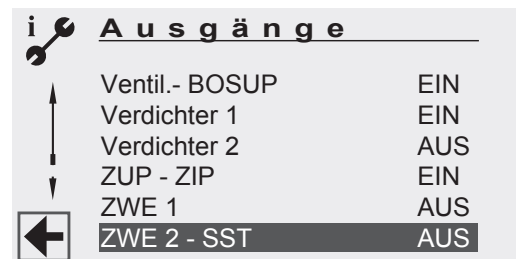 i
Ausgänge
Ventil.- BOSUP EIN
Verdichter 1 EIN
Verdichter 2 AUS
ZUP - ZIP EIN
ZWE 1 AUS
ZWE 2 - SST AUS